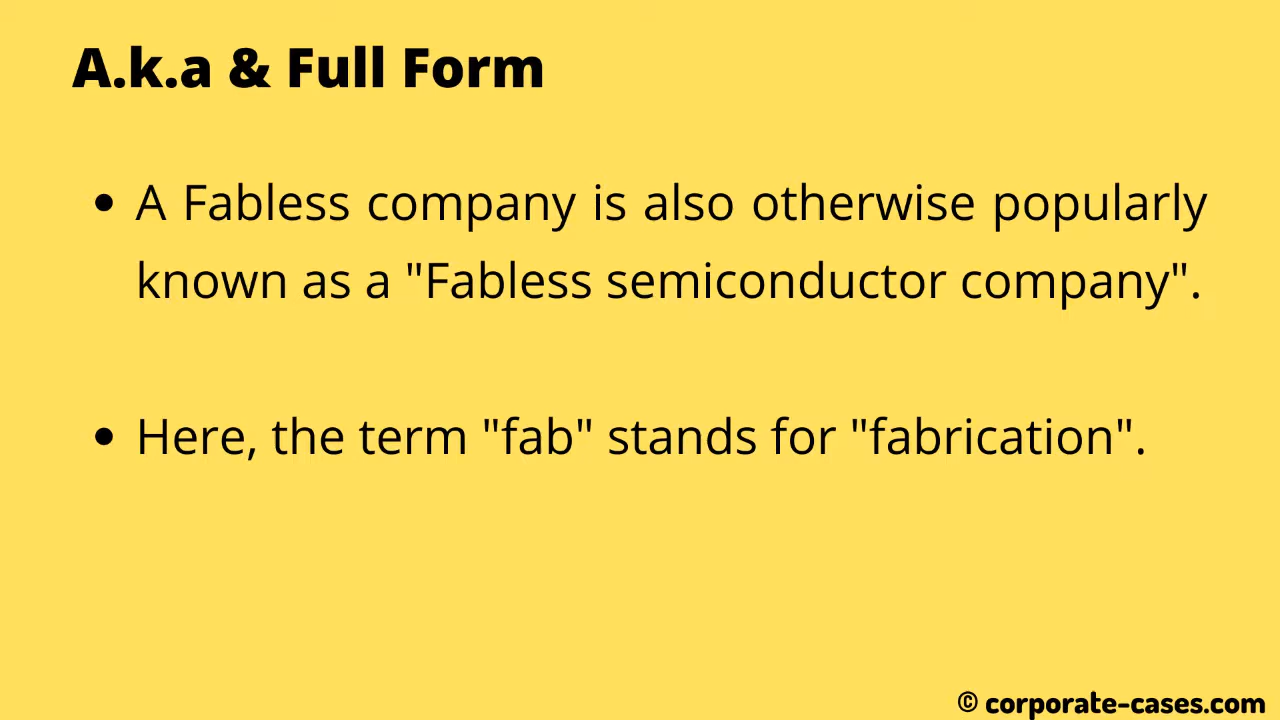 A.k.a & Full Form
• A Fabless company is also otherwise popularly
known as a "Fabless semiconductor company".
• Here, the term "fab" stands for "fabrication".
© corporate-cases.com